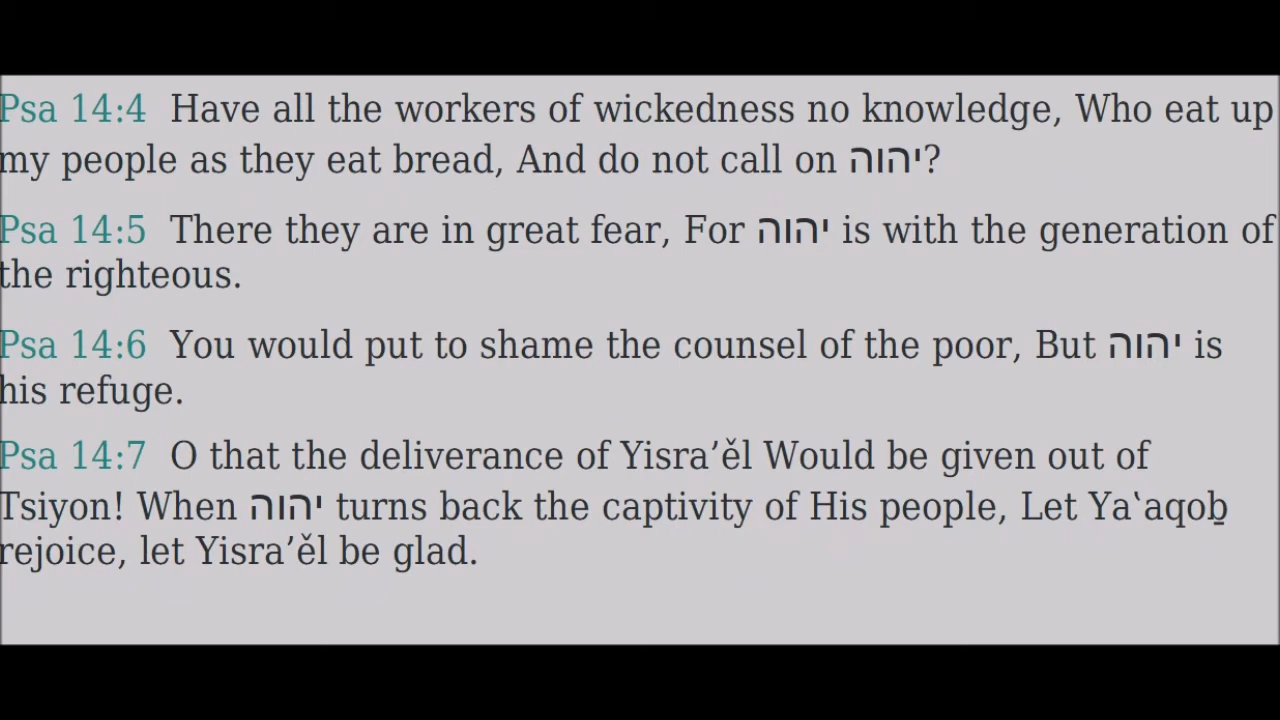 Psa 14:4 Have all the workers of wickedness no knowledge, Who eat up
my people as they eat bread, And do not call on יהוה?
Psa 14:5 There they are in great fear, For יהוה is with the generation of
the righteous.
Psa 14:6 You would put to shame the counsel of the poor, But יהוה is
his refuge.
Psa 14:7 O that the deliverance of Yisra’ěl Would be given out of
Tsiyon! When יהוה turns back the captivity of His people, Let Ya‛aqoḇ
rejoice, let Yisra’ěl be glad.